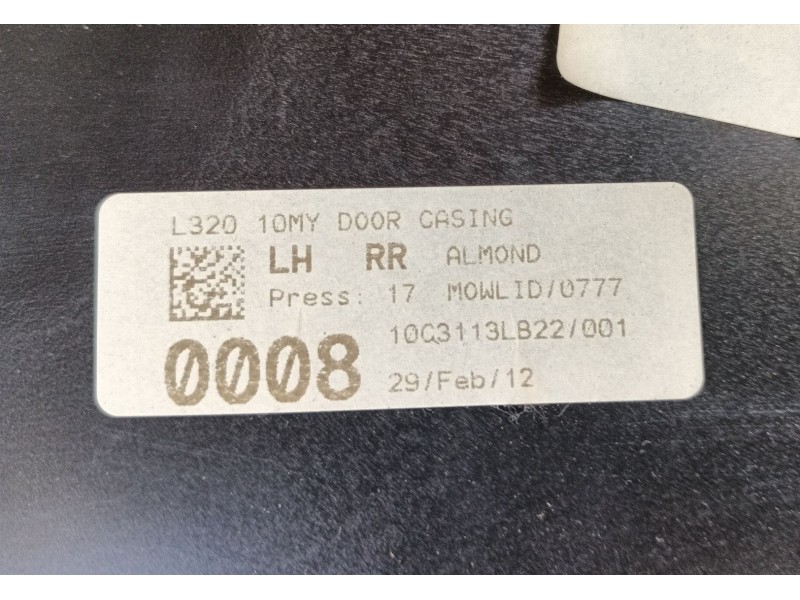 L320 10MY DOOR CASING
LH RR ALMOND
Press: 17 MOWLID/0777
10C3113LB22/001
0008
29/Feb/12